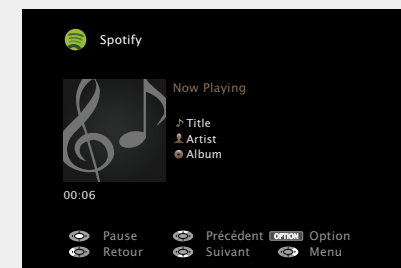 Spotify
Now Playing
Title
Artist
Album
00:06
Pause Précédent OPTION Option
Retour Suivant Menu